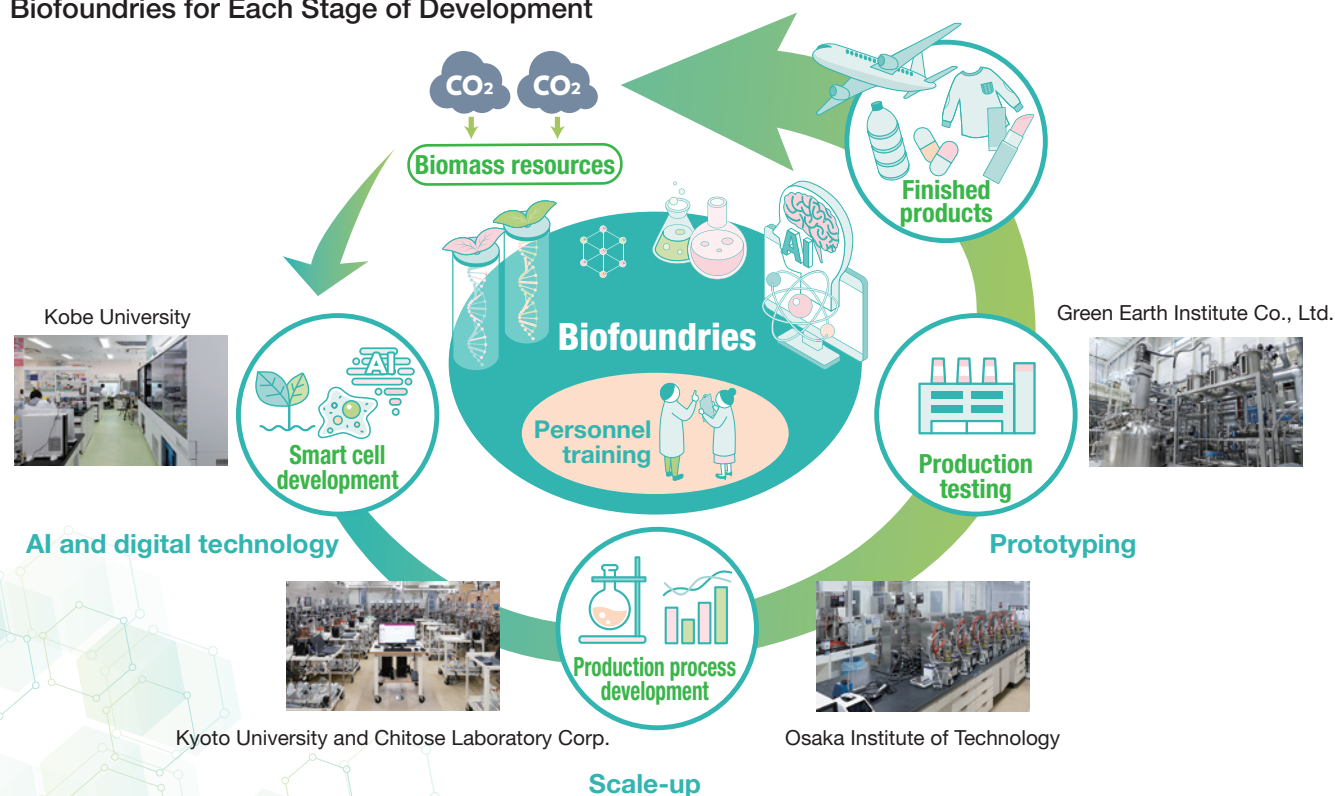 Biofoundries for Each Stage of Development
CO2
CO2
Biomass resources
Finished
products
AI
Biofoundries
Personnel
training
Kobe University
AI
Smart cell
development
Green Earth Institute Co., Ltd.
Production
testing
AI and digital technology
Prototyping
Production process
development
Kyoto University and Chitose Laboratory Corp.
Osaka Institute of Technology
Scale-up